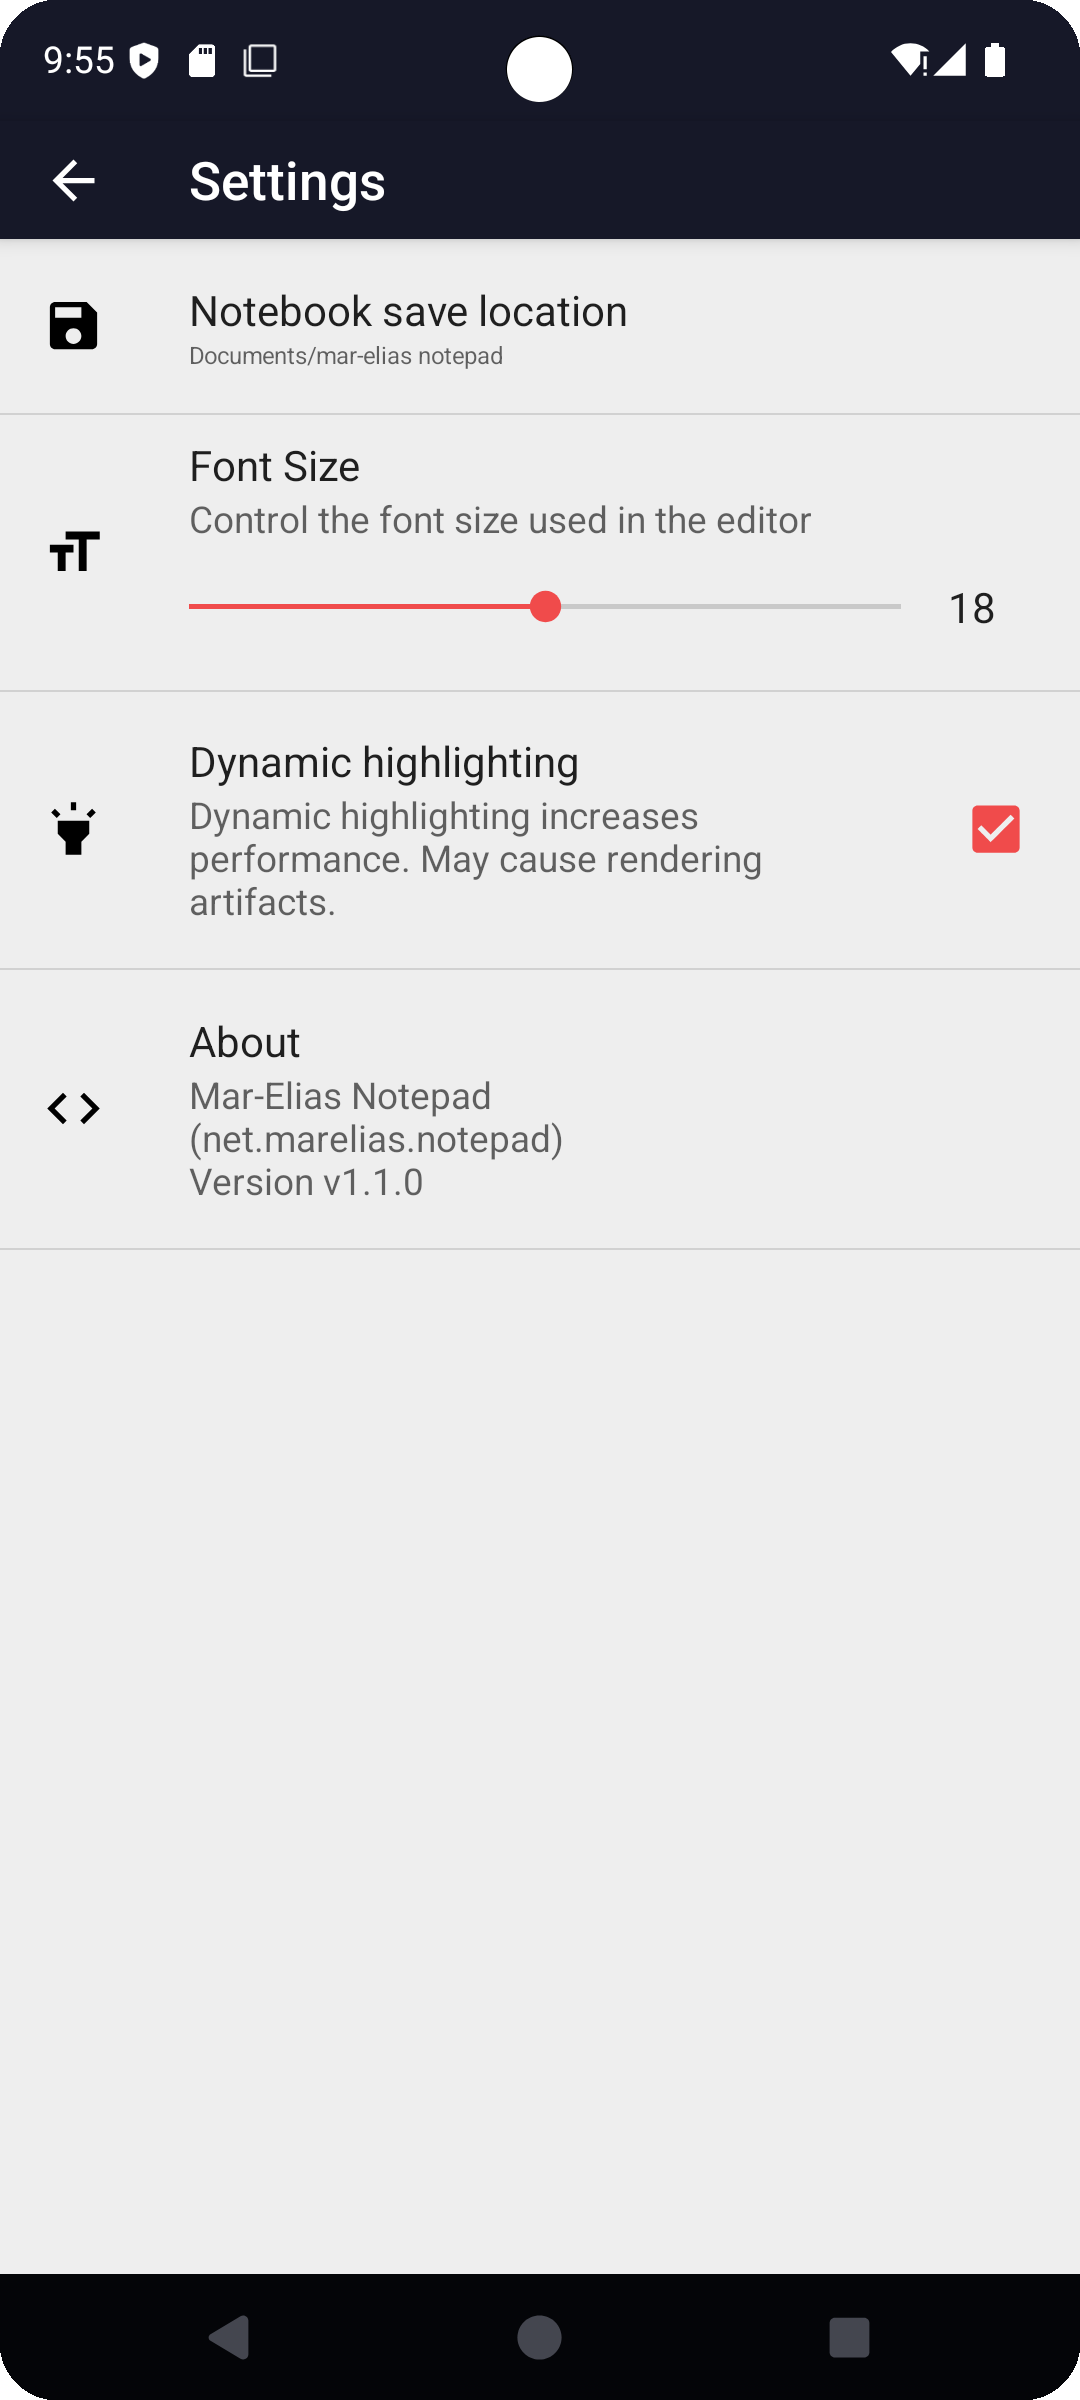 9:55
Settings
Notebook save location
Documents/mar-elias notepad
Font Size
Control the font size used in the editor
18
Dynamic highlighting
Dynamic highlighting increases
performance. May cause rendering
artifacts.
About
Mar-Elias Notepad
(net.marelias.notepad)
Version v1.1.0